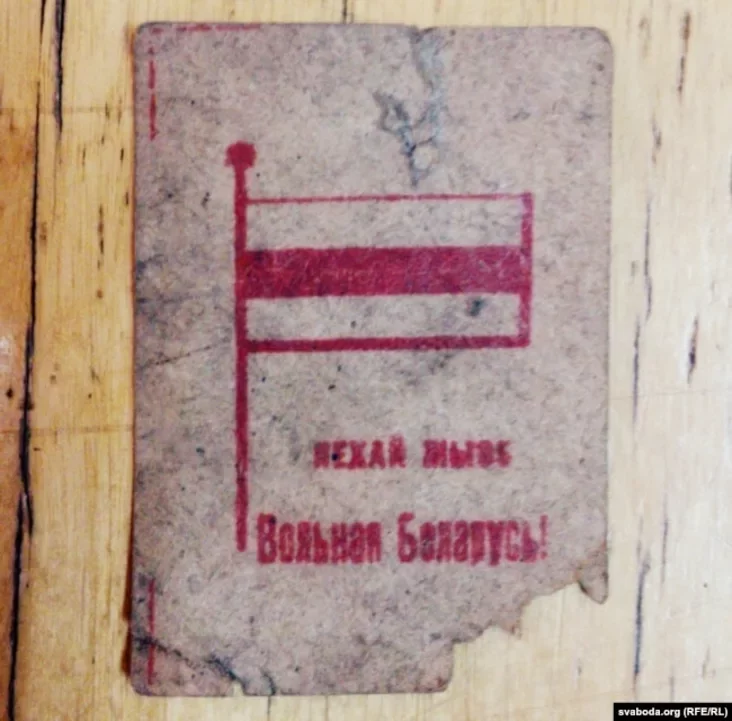 НЕХАЙ ЖЫВЕ
Вольная Беларусь!
svaboda.org (RFE/RL)